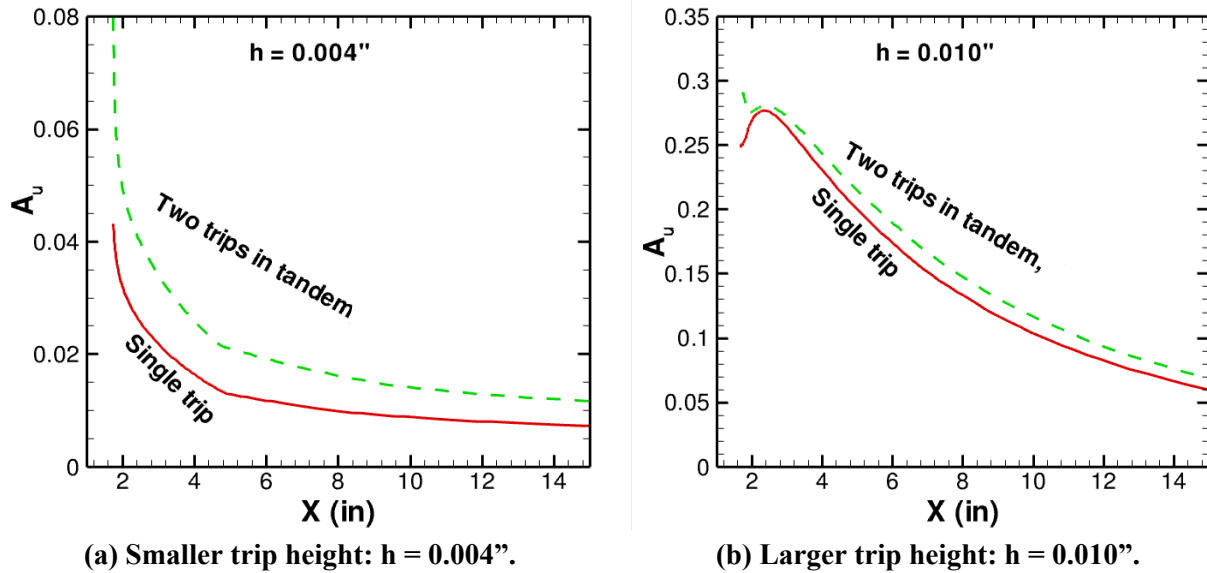 0.08
0.06
0.04
0.02
0
A_u
h = 0.004"
Two trips in tandem
Single trip
2 4 6 8 10 12 14
X (in)
(a) Smaller trip height: h = 0.004”.
0.35
0.3
0.25
0.2
0.15
0.1
0.05
0
A_u
h = 0.010"
Two trips in tandem,
Single trip
2 4 6 8 10 12 14
X (in)
(b) Larger trip height: h = 0.010”.